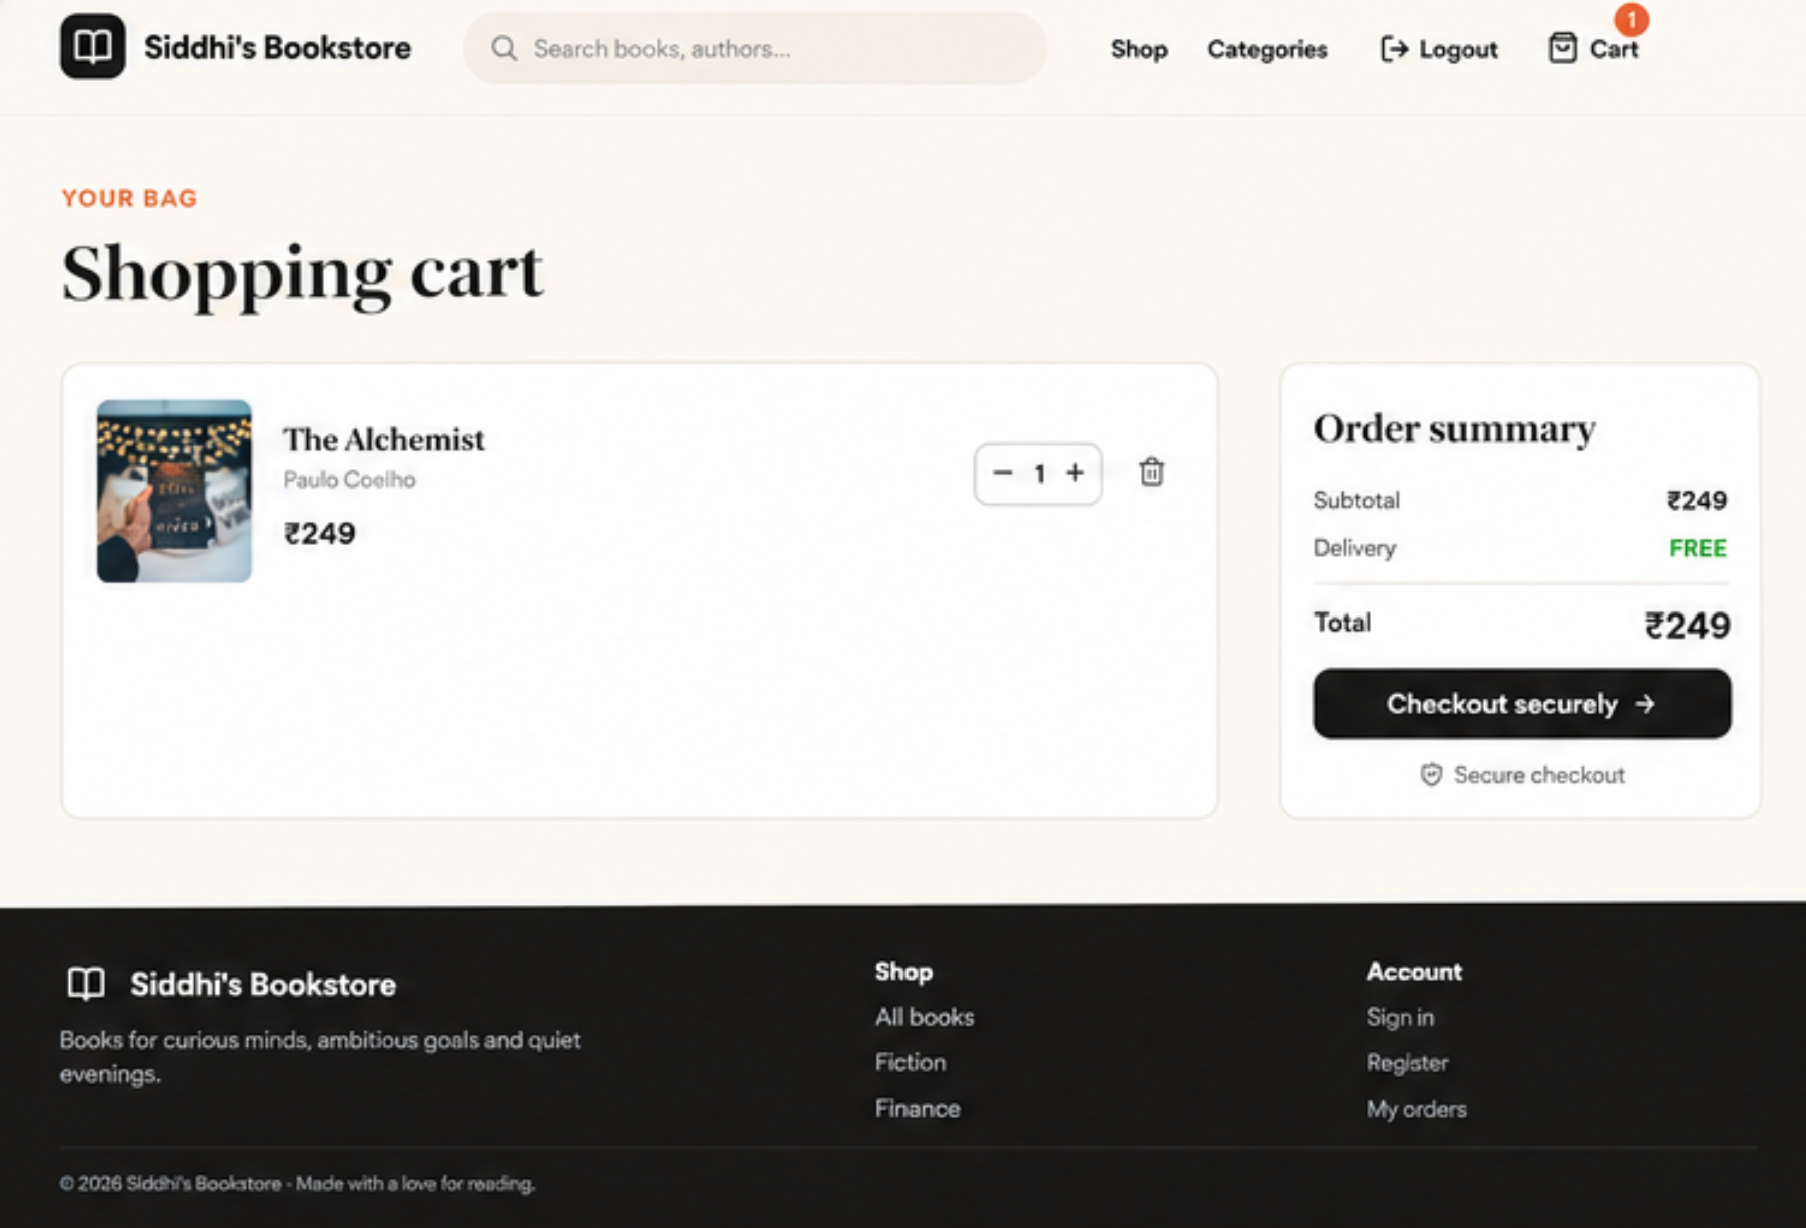 Siddhi's Bookstore
Search books, authors...
Shop
Categories
Logout
Cart
1
YOUR BAG
Shopping cart
The Alchemist
Paulo Coelho
₹249
− 1 +
Order summary
Subtotal ₹249
Delivery FREE
Total ₹249
Checkout securely →
Secure checkout
Siddhi's Bookstore
Books for curious minds, ambitious goals and quiet
evenings.
Shop
All books
Fiction
Finance
Account
Sign in
Register
My orders
© 2026 Siddhi's Bookstore - Made with a love for reading.